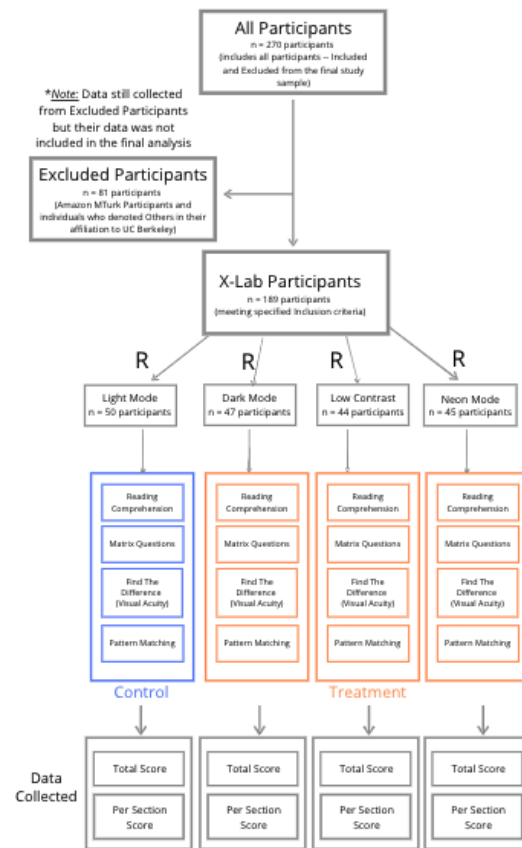 All Participants
n = 270 participants
(includes all participants -- Included
and Excluded from the final study
sample)
*Note: Data still collected
from Excluded Participants
but their data was not
included in the final analysis
Excluded Participants
n = 81 participants
(Amazon MTurk Participants and
individuals who denoted Others in their
affiliation to UC Berkeley)
X-Lab Participants
n = 189 participants
(meeting specified Inclusion criteria)
R
R
R
R
Light Mode
n = 50 participants
Dark Mode
n = 47 participants
Low Contrast
n = 44 participants
Neon Mode
n = 45 participants
Reading
Comprehension
Matrix Questions
Find The
Difference
(Visual Acuity)
Pattern Matching
Reading
Comprehension
Matrix Questions
Find The
Difference
(Visual Acuity)
Pattern Matching
Reading
Comprehension
Matrix Questions
Find The
Difference
(Visual Acuity)
Pattern Matching
Reading
Comprehension
Matrix Questions
Find The
Difference
(Visual Acuity)
Pattern Matching
Control
Treatment
Data
Collected
Total Score
Per Section
Score
Total Score
Per Section
Score
Total Score
Per Section
Score
Total Score
Per Section
Score